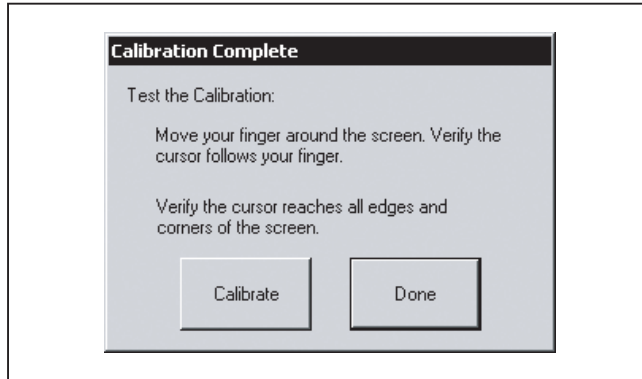 Calibration Complete
Test the Calibration:
Move your finger around the screen. Verify the
cursor follows your finger.
Verify the cursor reaches all edges and
corners of the screen.
Calibrate
Done